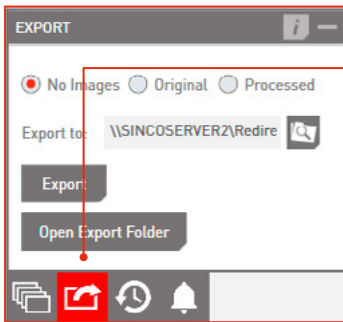 EXPORT i
No Images Original Processed
Export to: \\SINCOSERVER2\Redire
Export
Open Export Folder